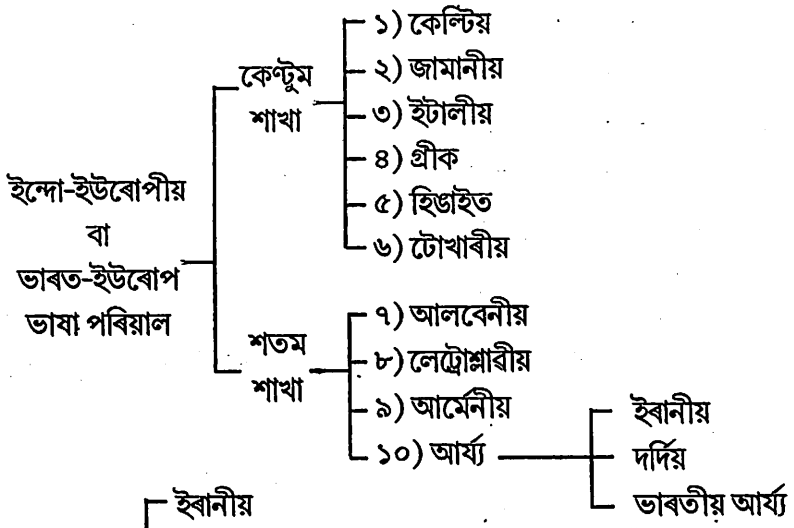 ১) কেল্টিয়
২) জামানীয়
৩) ইটালীয়
৪) গ্ৰীক
৫) হিঙাইত
৬) টোখাৰীয়
কেণ্টুম
শাখা
ইন্দো-ইউৰোপীয়
বা
ভাৰত-ইউৰোপ
ভাষা পৰিয়াল
শতম
শাখা
৭) আলবেনীয়
৮) লেট্ৰোশ্লাৱীয়
৯) আৰ্মেনীয়
১০) আৰ্য্য
ইৰানীয়
দৰ্দিয়
ভাৰতীয় আৰ্য্য
ইৰানীয়